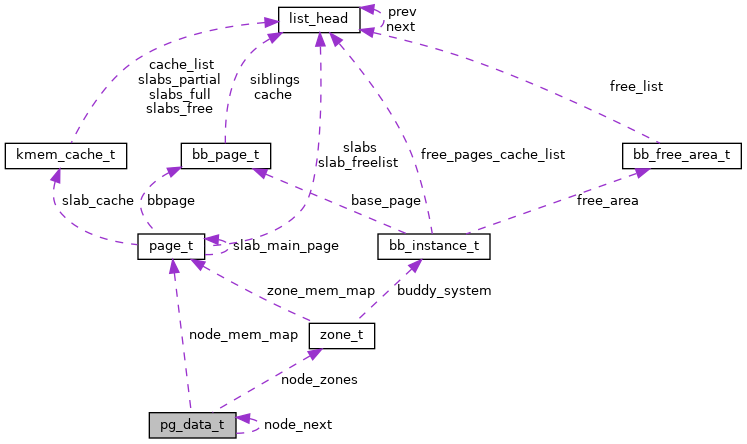 list_head
prev
next
cache_list
slabs_partial
slabs_full
slabs_free
siblings
cache
free_list
kmem_cache_t
bb_page_t
slabs
slab_freelist
free_pages_cache_list
bb_free_area_t
slab_cache
bbpage
base_page
free_area
page_t
slab_main_page
bb_instance_t
zone_mem_map
buddy_system
node_mem_map
zone_t
node_zones
pg_data_t
node_next